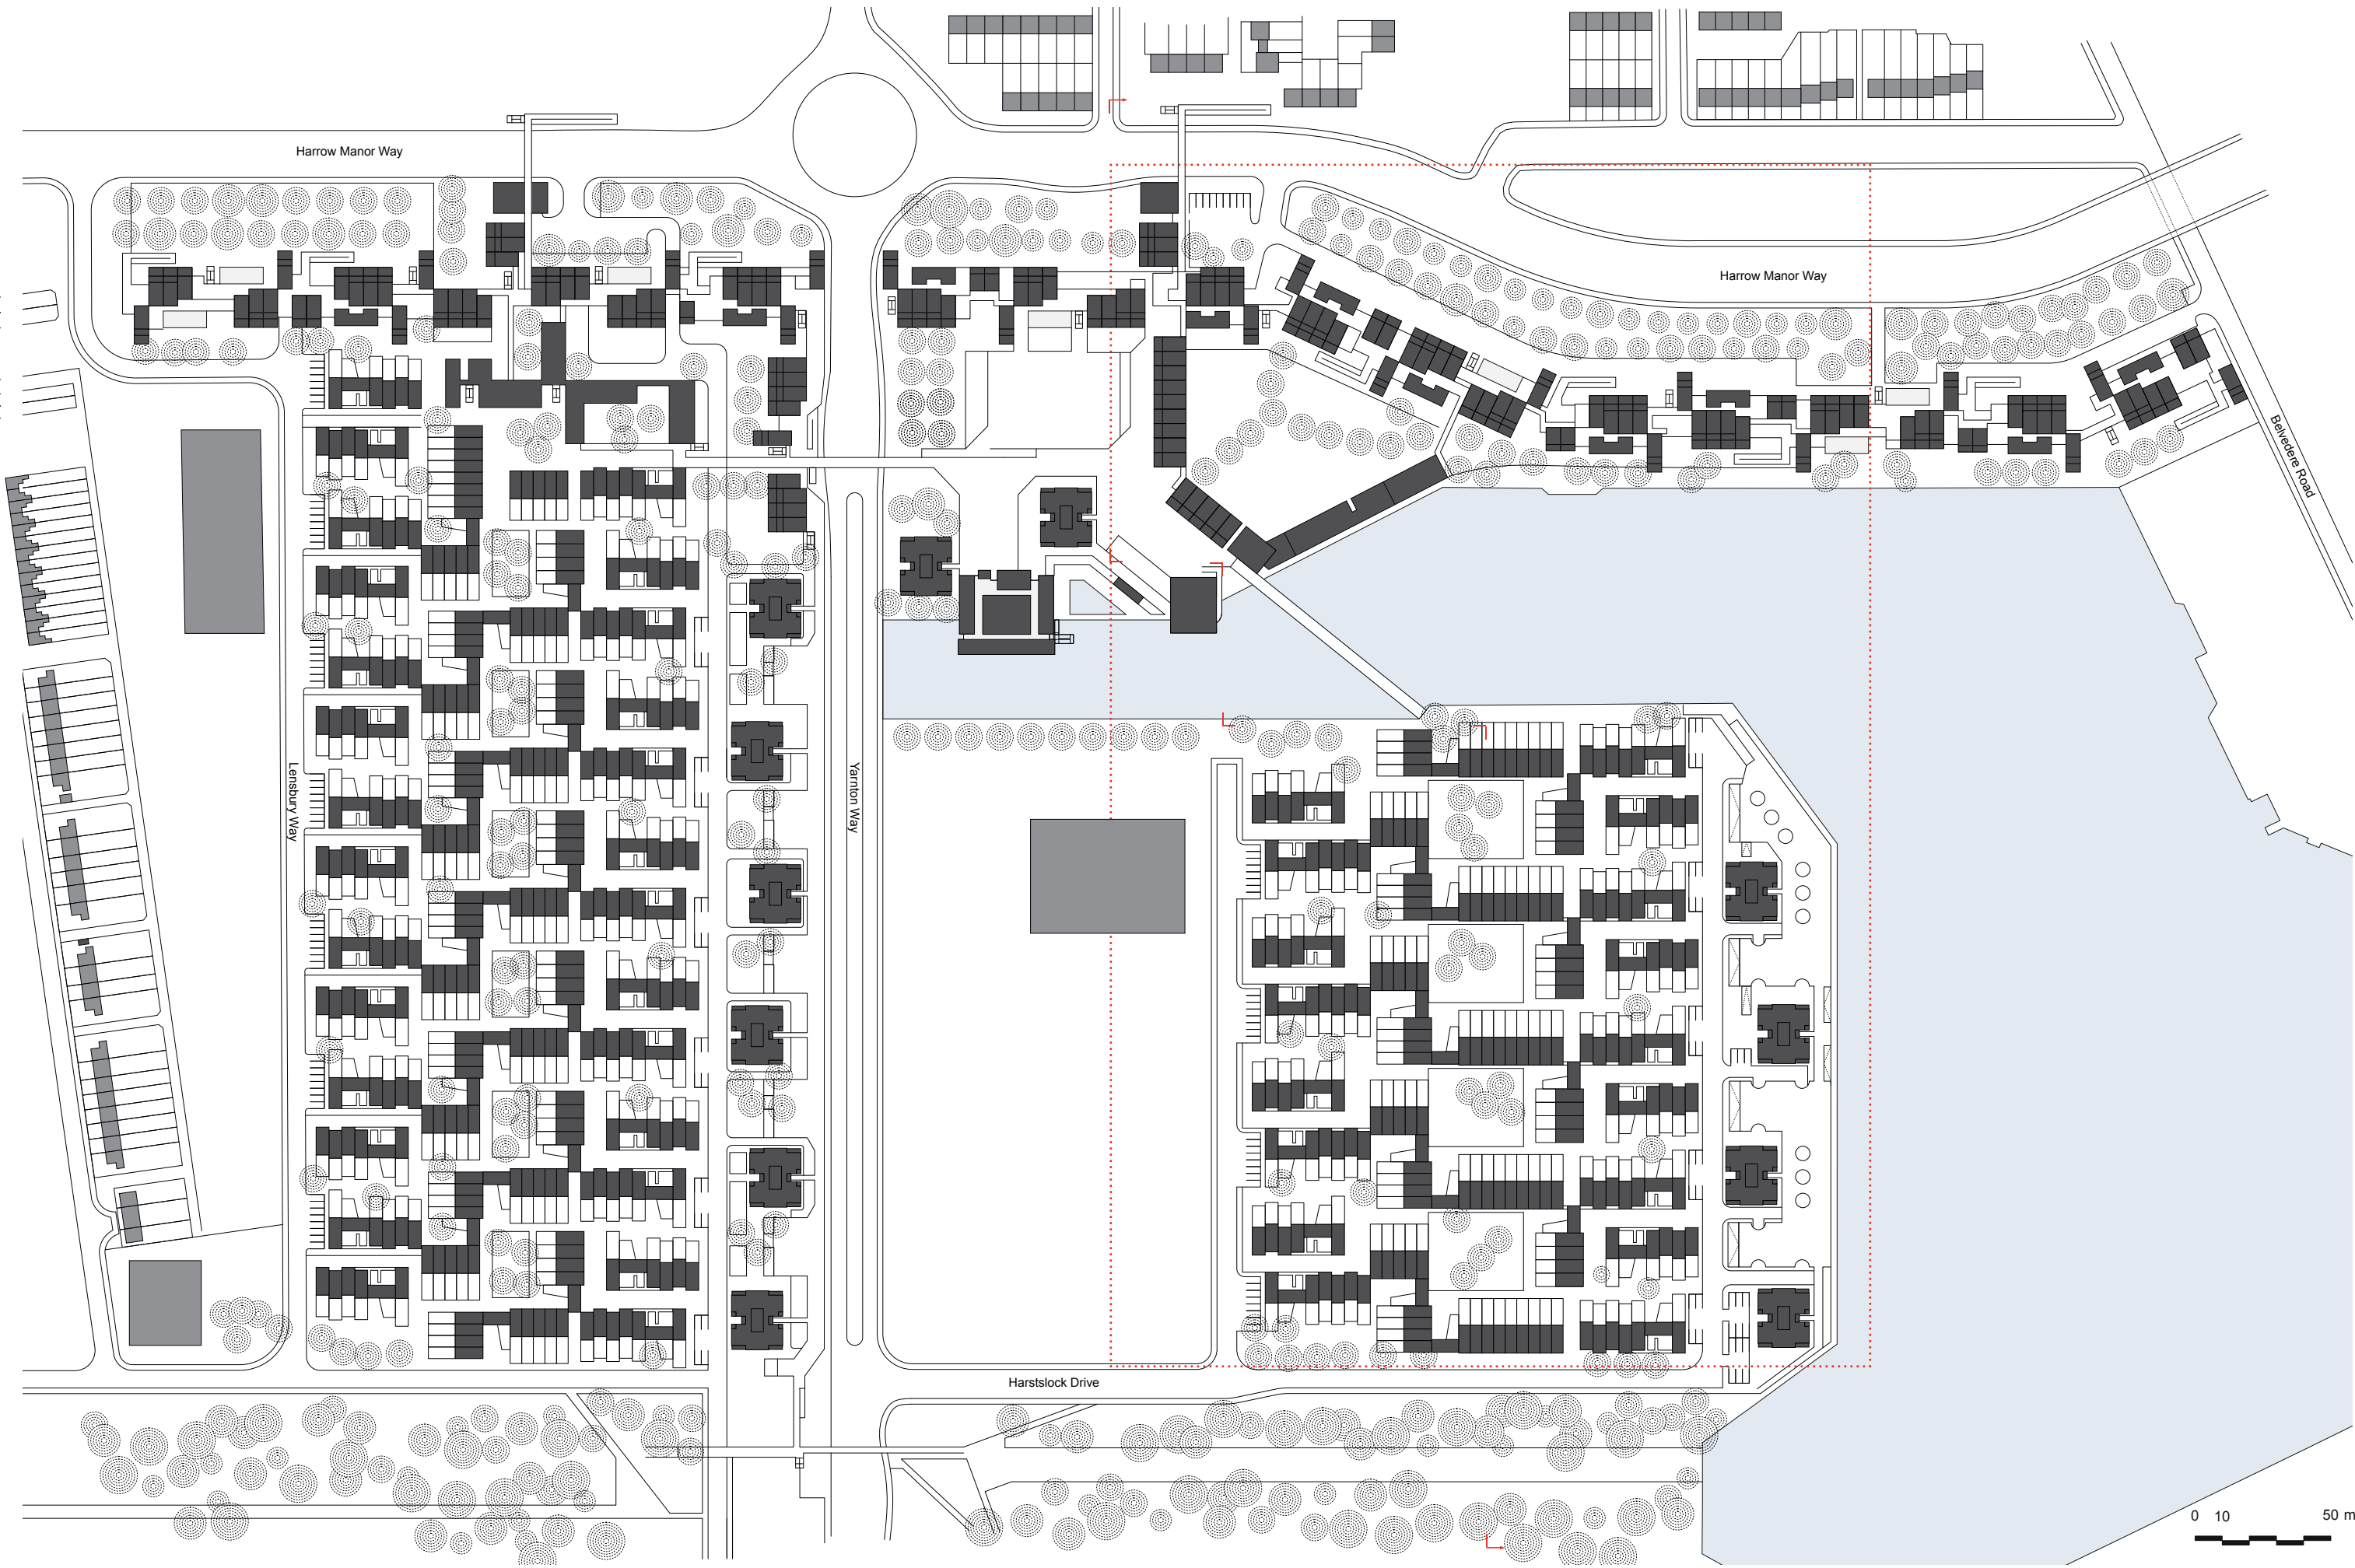 Harrow Manor Way
Harrow Manor Way
Belvedere Road
Lensbury Way
Yarnton Way
Harstslock Drive
0 10 50 m